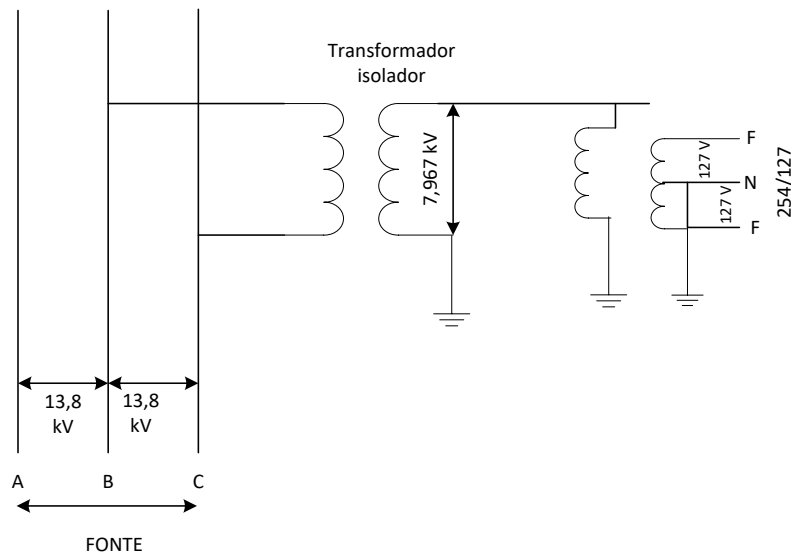 Transformador
isolador
7,967 kV
127 V
127 V
F
N
F
254/127
13,8
kV
13,8
kV
A
B
C
FONTE